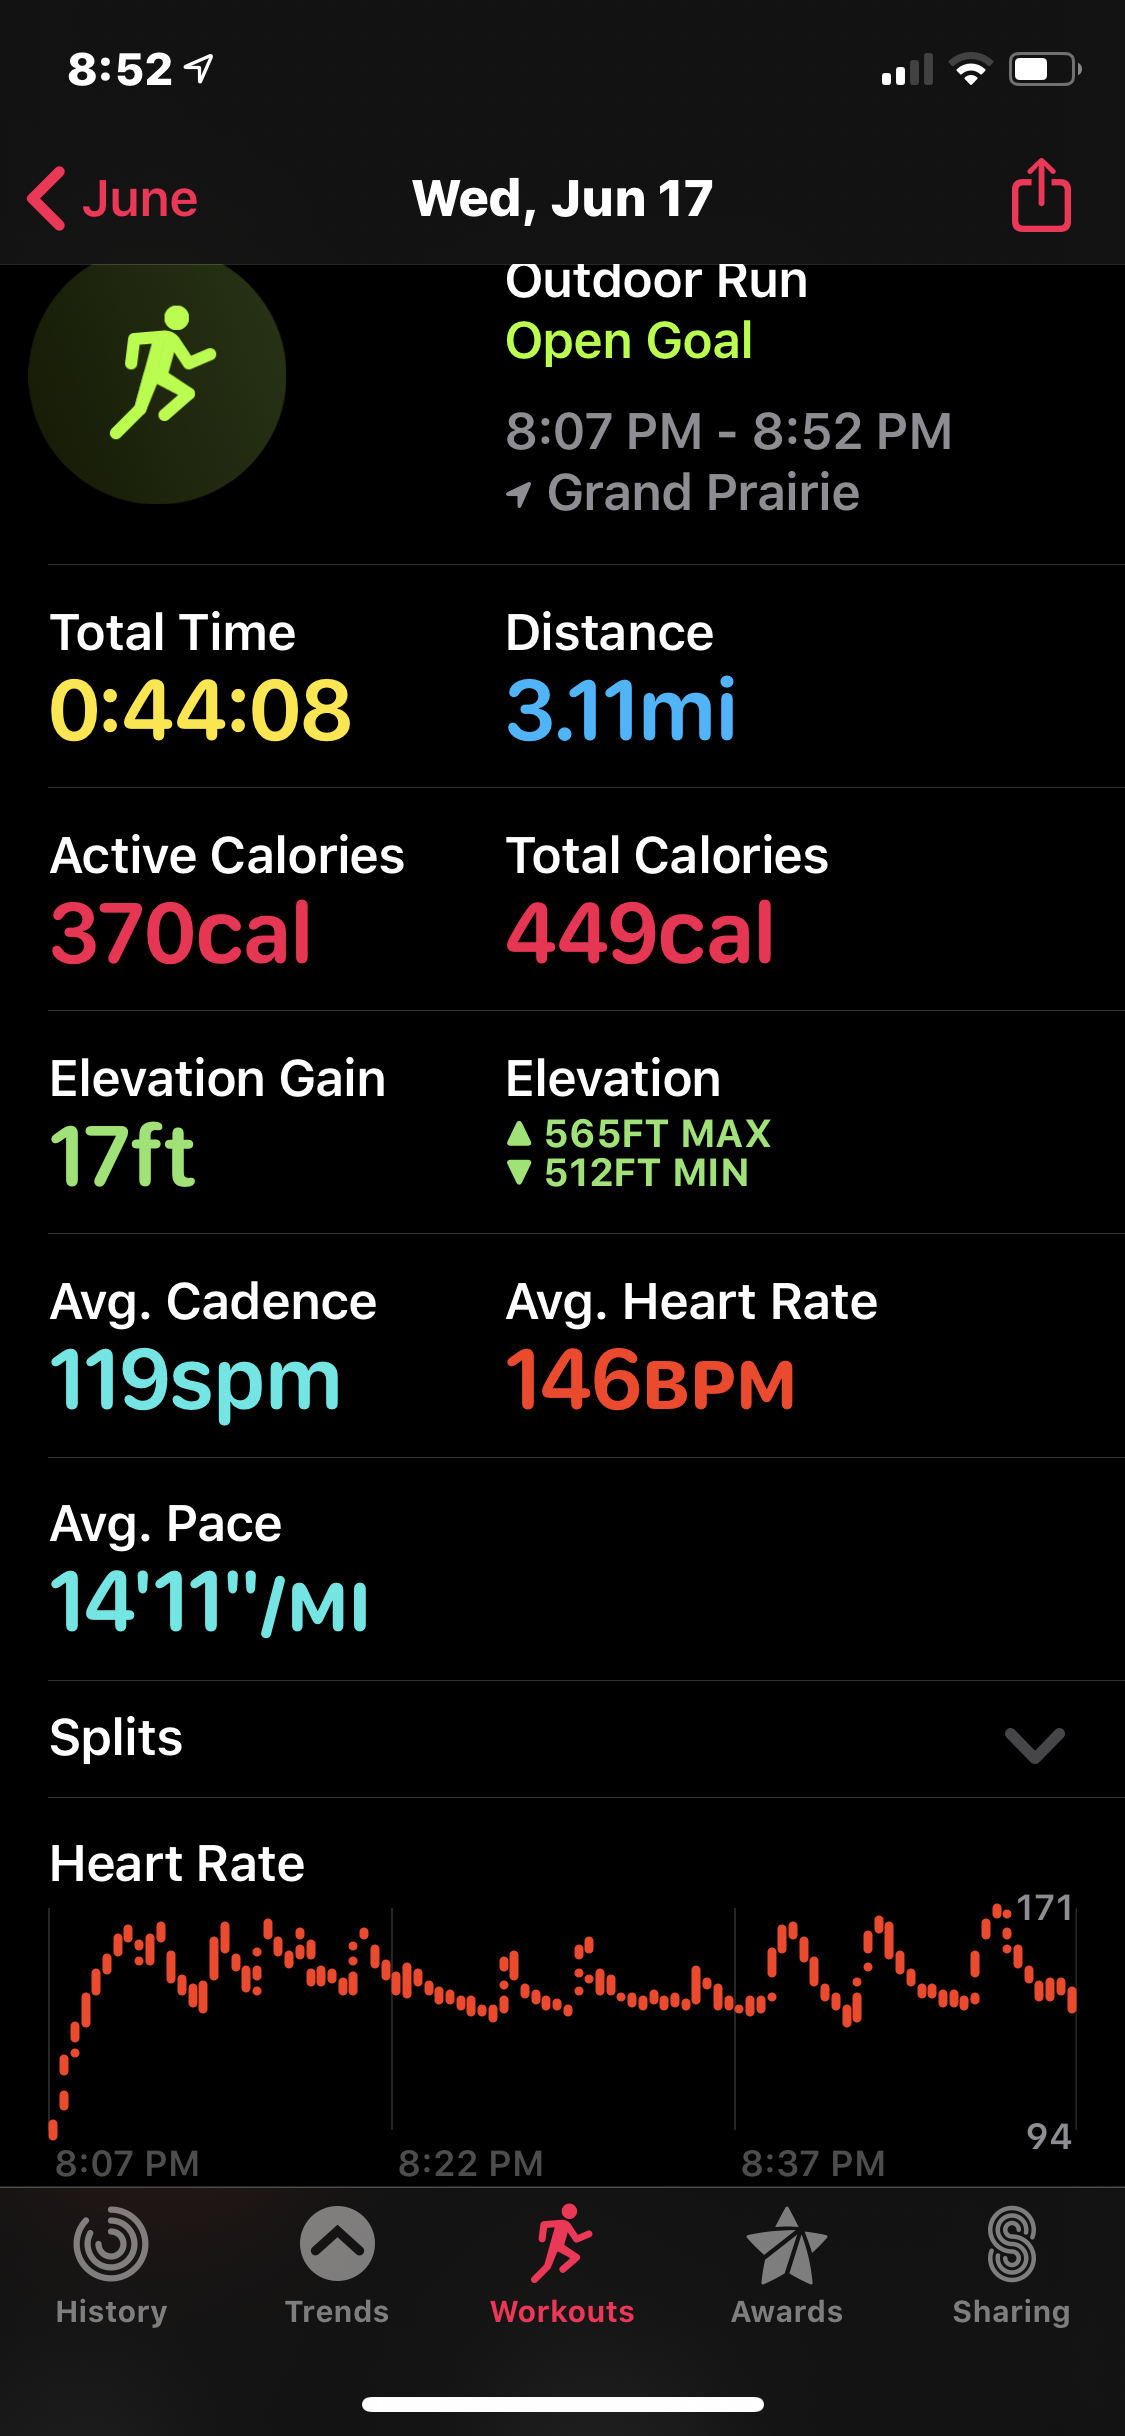 8:52
June
Wed, Jun 17
Outdoor Run
Open Goal
8:07 PM - 8:52 PM
Grand Prairie
Total Time
0:44:08
Distance
3.11mi
Active Calories
370cal
Total Calories
449cal
Elevation Gain
17ft
Elevation
▲ 565FT MAX
▼ 512FT MIN
Avg. Cadence
119spm
Avg. Heart Rate
146BPM
Avg. Pace
14'11"/MI
Splits
Heart Rate
171
94
8:07 PM
8:22 PM
8:37 PM
History
Trends
Workouts
Awards
Sharing